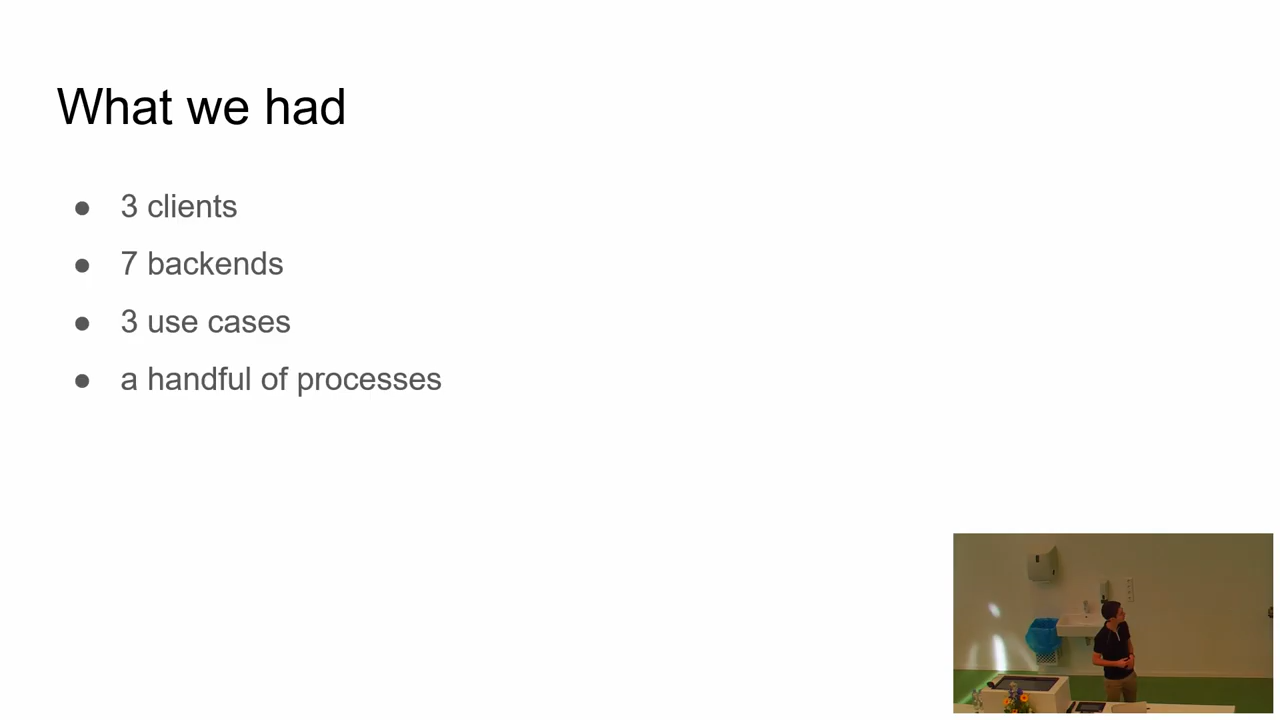 What we had
● 3 clients
● 7 backends
● 3 use cases
● a handful of processes